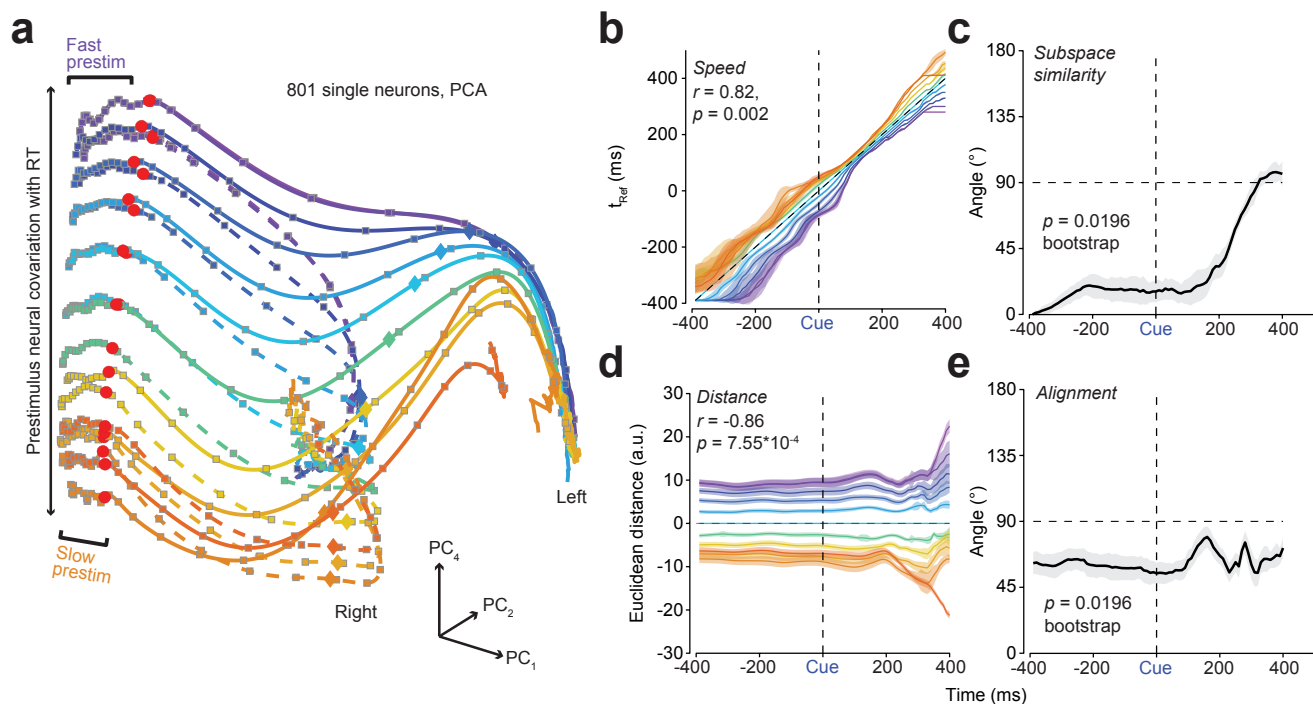 a
Fast
prestim
801 single neurons, PCA
Prestimulus neural covariation with RT
Slow
prestim
Right
Left
PC4
PC2
PC1
b
Speed
r = 0.82,
p = 0.002
tRef (ms)
400
200
0
-200
-400
-400 -200 Cue 200 400
c
Subspace
similarity
p = 0.0196
bootstrap
Angle (°)
180
135
90
45
0
-400 -200 Cue 200 400
d
Distance
r = -0.86
p = 7.55*10-4
Euclidean distance (a.u.)
30
20
10
0
-10
-20
-30
-400 -200 Cue 200 400
e
Alignment
p = 0.0196
bootstrap
Angle (°)
180
135
90
45
0
-400 -200 Cue 200 400
Time (ms)